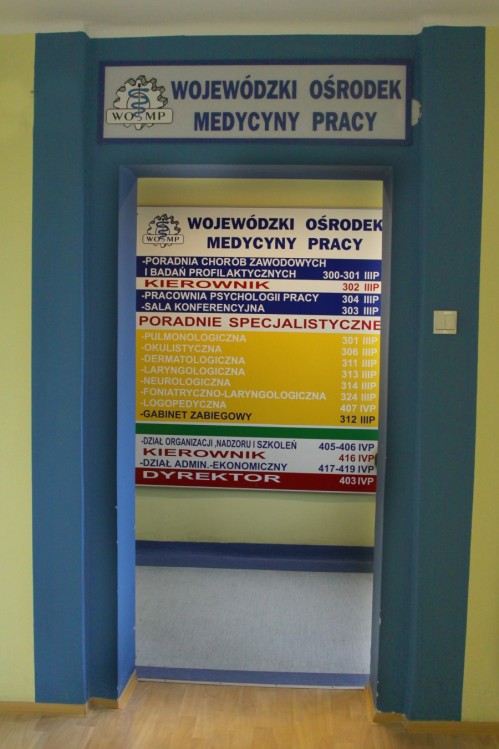 WOJEWÓDZKI OŚRODEK
MEDYCYNY PRACY
WOMP
WOJEWÓDZKI OŚRODEK
MEDYCYNY PRACY
WOMP
-PORADNIA CHORÓB ZAWODOWYCH
I BADAŃ PROFILAKTYCZNYCH 300-301 IIIP
KIEROWNIK 302 IIIP
-PRACOWNIA PSYCHOLOGII PRACY 304 IIIP
-SALA KONFERENCYJNA 303 IIIP
PORADNIE SPECJALISTYCZNE
-PULMONOLOGICZNA 301 IIIP
-OKULISTYCZNA 306 IIIP
-DERMATOLOGICZNA 311 IIIP
-LARYNGOLOGICZNA 313 IIIP
-NEUROLOGICZNA 314 IIIP
-FONIATRYCZNO-LARYNGOLOGICZNA 324 IIIP
-LOGOPEDYCZNA 407 IVP
-GABINET ZABIEGOWY 312 IIIP
-DZIAŁ ORGANIZACJI ,NADZORU I SZKOLEŃ 405-406 IVP
KIEROWNIK 416 IVP
-DZIAŁ ADMIN.-EKONOMICZNY 417-419 IVP
DYREKTOR 403 IVP